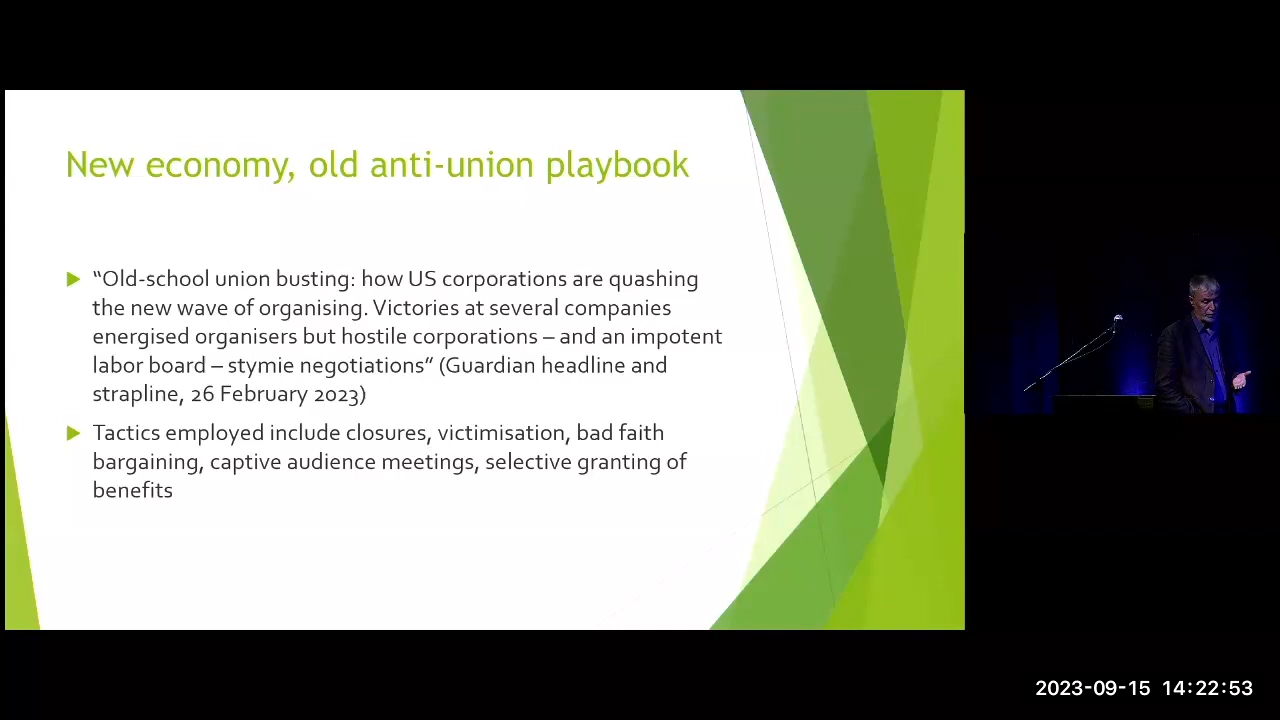 New economy, old anti-union playbook
“Old-school union busting: how US corporations are quashing
the new wave of organising. Victories at several companies
energised organisers but hostile corporations – and an impotent
labor board – stymie negotiations” (Guardian headline and
strapline, 26 February 2023)
Tactics employed include closures, victimisation, bad faith
bargaining, captive audience meetings, selective granting of
benefits
2023-09-15 14:22:53